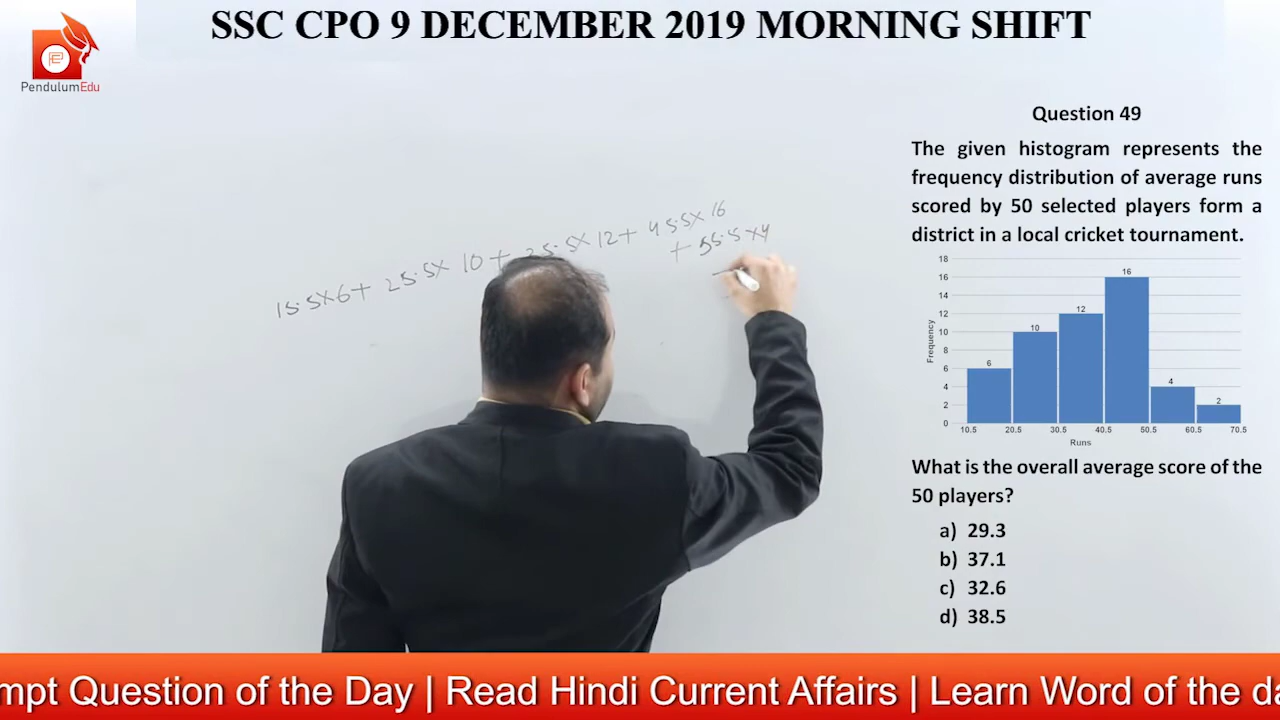 SSC CPO 9 DECEMBER 2019 MORNING SHIFT
PendulumEdu
15.5×6+ 25.5× 10+ 35.5× 12+ 45.5×16
+ 55.5×4
Question 49
The given histogram represents the
frequency distribution of average runs
scored by 50 selected players form a
district in a local cricket tournament.
18
16
14
12
10
8
6
4
2
0
Frequency
6
10
12
16
4
2
10.5 20.5 30.5 40.5 50.5 60.5 70.5
Runs
What is the overall average score of the
50 players?
a) 29.3
b) 37.1
c) 32.6
d) 38.5
mpt Question of the Day | Read Hindi Current Affairs | Learn Word of the da